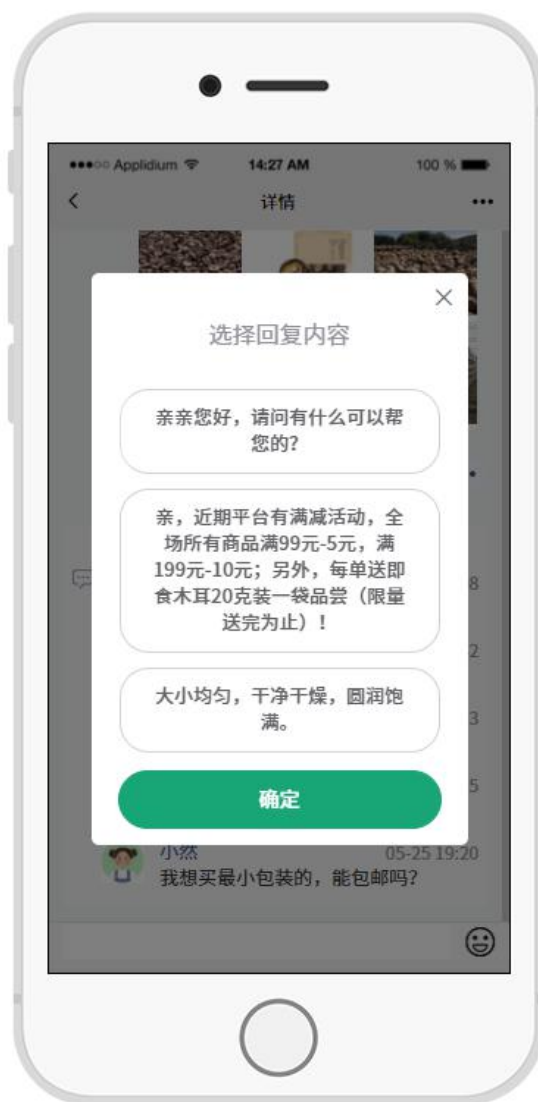 Applidium
14:27 AM
100 %
详情
选择回复内容
亲亲您好，请问有什么可以帮
您的？
亲，近期平台有满减活动，全
场所有商品满99元-5元，满
199元-10元；另外，每单送即
食木耳20克装一袋品尝（限量
送完为止）！
8
2
大小均匀，干净干燥，圆润饱
满。
3
5
确定
小然
05-25 19:20
我想买最小包装的，能包邮吗？